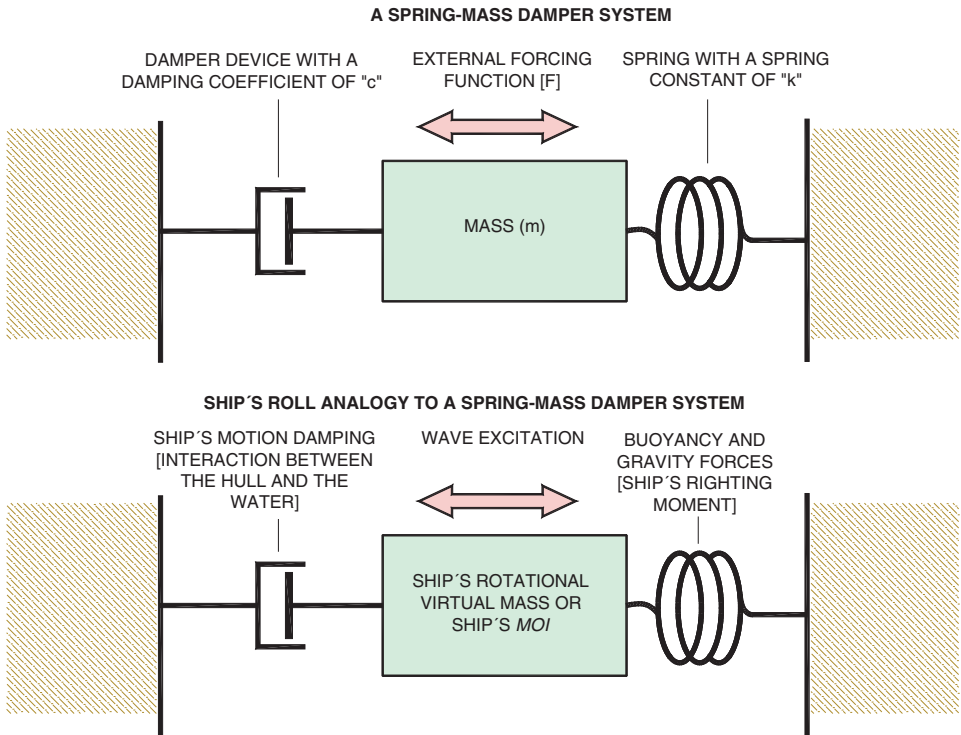 A SPRING-MASS DAMPER SYSTEM
DAMPER DEVICE WITH A
DAMPING COEFFICIENT OF "c"
EXTERNAL FORCING
FUNCTION [F]
SPRING WITH A SPRING
CONSTANT OF "k"
MASS (m)
SHIP´S ROLL ANALOGY TO A SPRING-MASS DAMPER SYSTEM
SHIP´S MOTION DAMPING
[INTERACTION BETWEEN
THE HULL AND THE
WATER]
WAVE EXCITATION
BUOYANCY AND
GRAVITY FORCES
[SHIP´S RIGHTING
MOMENT]
SHIP´S ROTATIONAL
VIRTUAL MASS OR
SHIP´S MOI